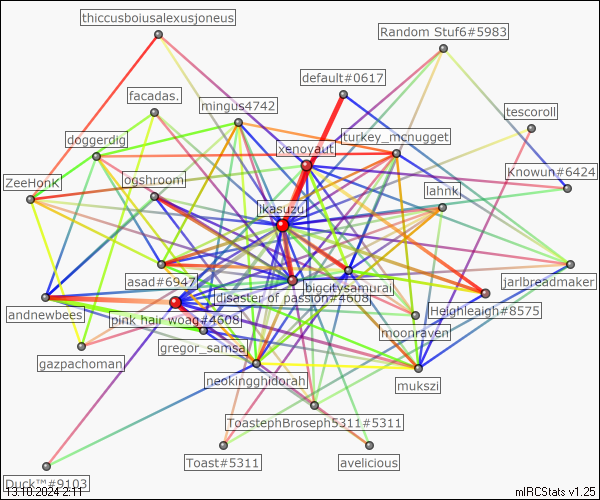 thiccusboiusalexusjoneus
Random Stuf6#5983
default#0617
facadas.
mingus4742
tescoroll
doggerdig
turkey_mcnugget
xenoyaut
Knowun#6424
ZeeHonK
ogshroom
lahnk
ikasuzu
asad#6947
bigcitysamurai
jarlbreadmaker
disaster of passion#4608
andnewbees
pink hair woag#4608
Heighleagh#8575
moonraven
gregor_samsa
gazpachoman
neokingghidorah
mukszi
ToastephBroseph5311#5311
Toast#5311
avelicious
Duck™#9103
13.10.2024 2:11
mIRCStats v1.25